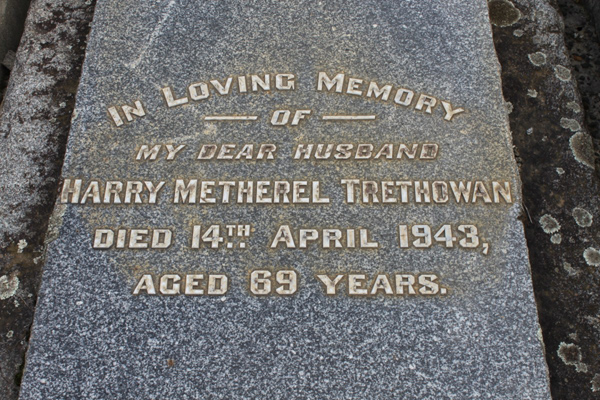 IN LOVING MEMORY
OF
MY DEAR HUSBAND
HARRY METHEREL TRETHOWAN
DIED 14TH APRIL 1943,
AGED 69 YEARS.